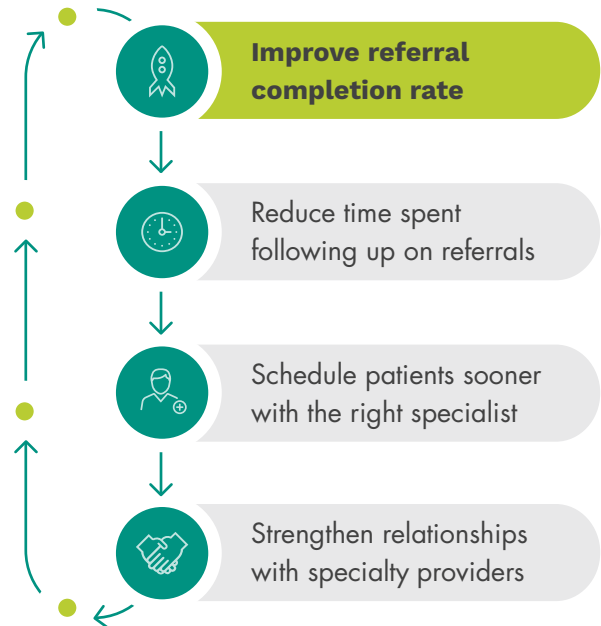 Improve referral
completion rate
Reduce time spent
following up on referrals
Schedule patients sooner
with the right specialist
Strengthen relationships
with specialty providers